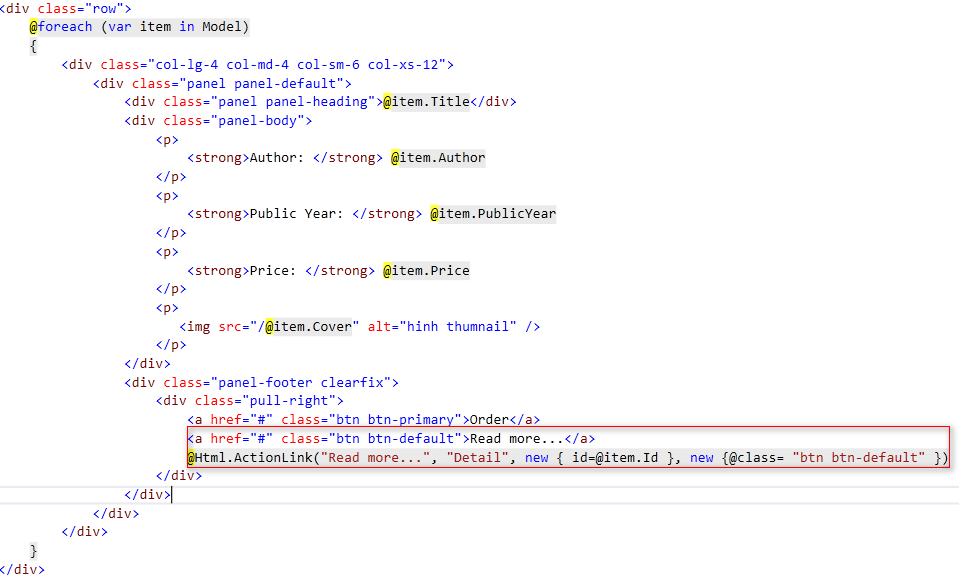 <div class="row">
@foreach (var item in Model)
{
<div class="col-lg-4 col-md-4 col-sm-6 col-xs-12">
<div class="panel panel-default">
<div class="panel panel-heading">@item.Title</div>
<div class="panel-body">
<p>
<strong>Author: </strong> @item.Author
</p>
<p>
<strong>Public Year: </strong> @item.PublicYear
</p>
<p>
<strong>Price: </strong> @item.Price
</p>
<p>
<img src="/@item.Cover" alt="hinh thumnail" />
</p>
</div>
<div class="panel-footer clearfix">
<div class="pull-right">
<a href="#" class="btn btn-primary">Order</a>
<a href="#" class="btn btn-default">Read more...</a>
@Html.ActionLink("Read more...", "Detail", new { id=@item.Id }, new {@class= "btn btn-default" })
</div>
</div>
</div>
</div>
}
</div>